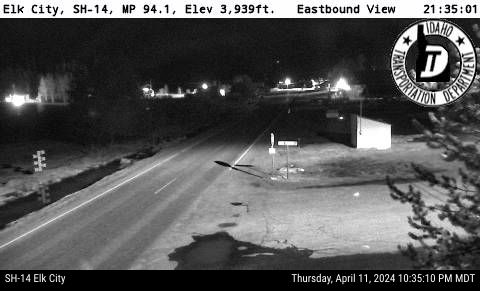 Elk City, SH-14, MP 94.1, Elev 3,939ft. Eastbound View 21:35:01
IDAHO
TRANSPORTATION DEPARTMENT
SH-14 Elk City Thursday, April 11, 2024 10:35:10 PM MDT